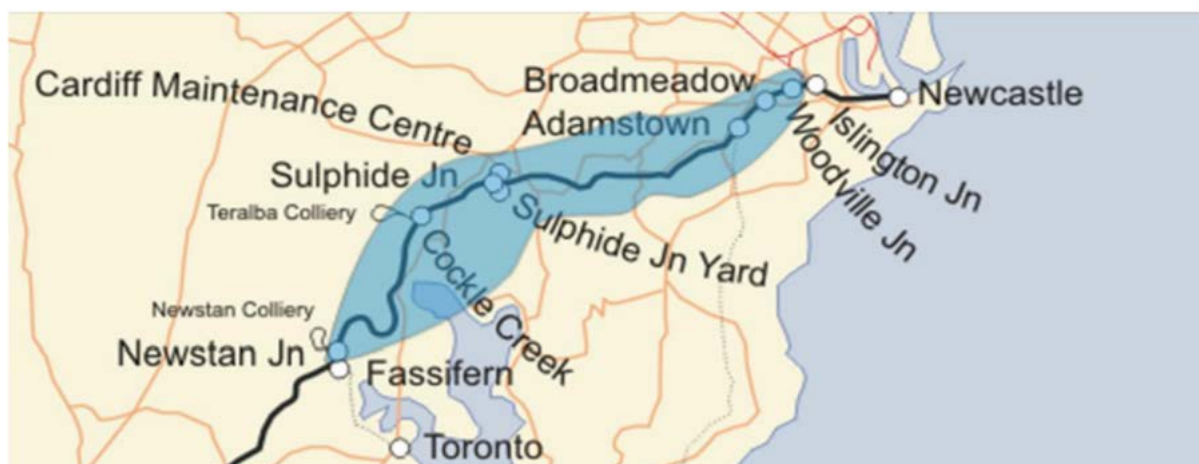 Cardiff Maintenance Centre
Broadmeadow
Newcastle
Adamstown
Islington Jn
Woodville Jn
Sulphide Jn
Teralba Colliery
Sulphide Jn Yard
Cockle Creek
Newstan Colliery
Newstan Jn
Fassifern
Toronto